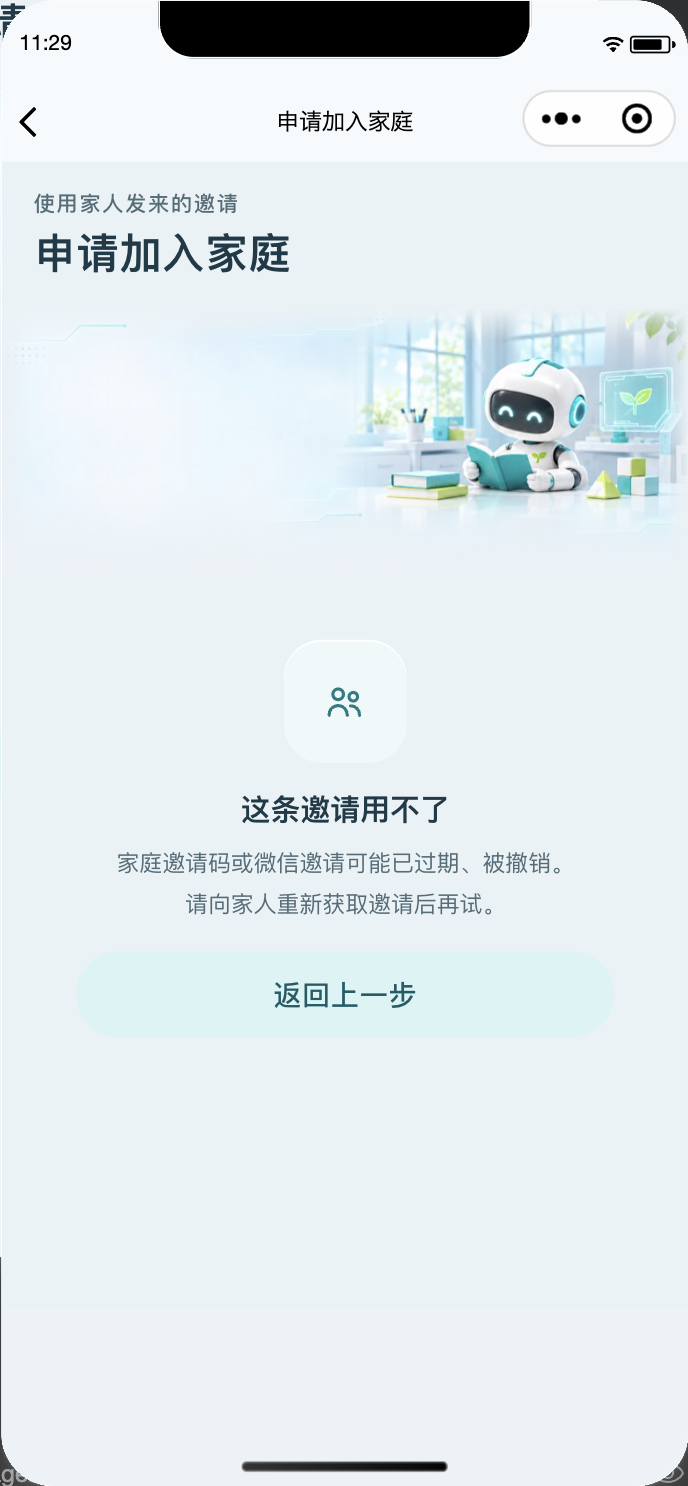 11:29
申请加入家庭
使用家人发来的邀请
申请加入家庭
这条邀请用不了
家庭邀请码或微信邀请可能已过期、被撤销。
请向家人重新获取邀请后再试。
返回上一步